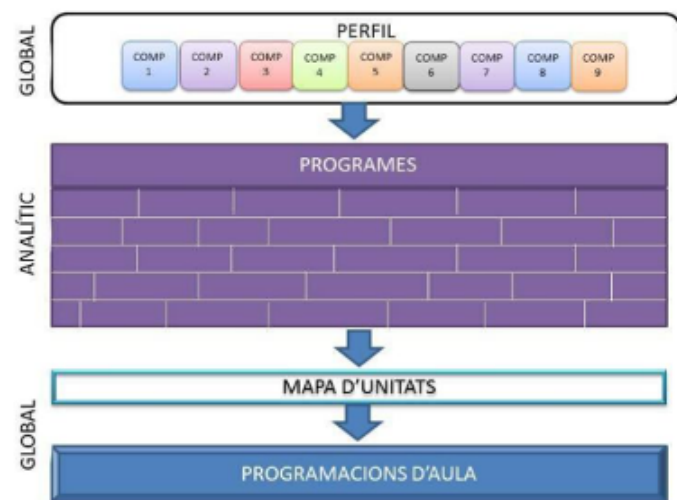 GLOBAL
PERFIL
COMP
1
COMP
2
COMP
3
COMP
4
COMP
5
COMP
6
COMP
7
COMP
8
COMP
9
ANALÍTIC
PROGRAMES
GLOBAL
MAPA D'UNITATS
PROGRAMACIONS D'AULA